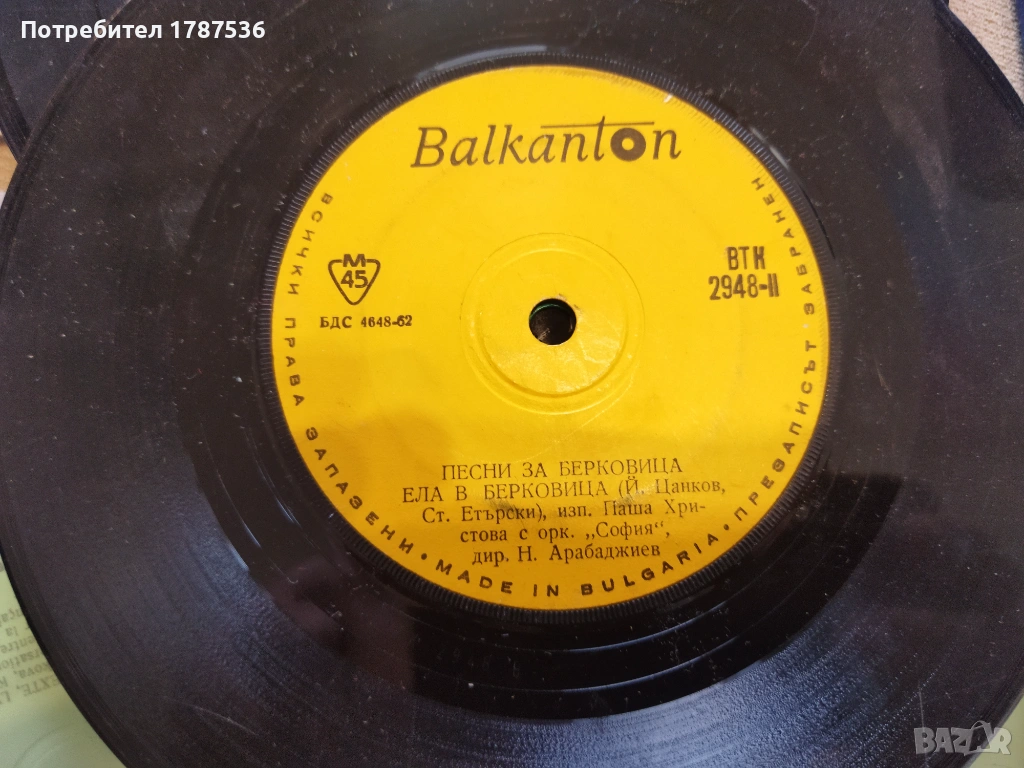 Потребител 1787536
Balkanton
ВСИЧКИ ПРАВА ЗАПАЗЕНИ • MADE IN BULGARIA • ПРЕЗАПИСЪТ ЗАБРАНЕН
M
45
БДС 4648-62
ВТК
2948-II
ПЕСНИ ЗА БЕРКОВИЦА
ЕЛА В БЕРКОВИЦА (Й. Цанков,
Ст. Етърски), изп. Паша Хри-
стова с орк. „София“,
дир. Н. Арабаджиев
BAZAR